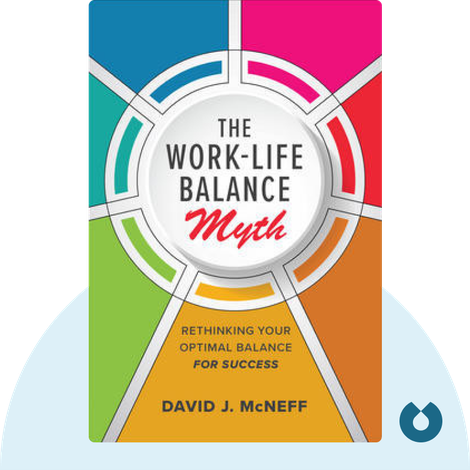 THE
WORK-LIFE
BALANCE
Myth
RETHINKING YOUR
OPTIMAL BALANCE
FOR SUCCESS
DAVID J. McNEFF